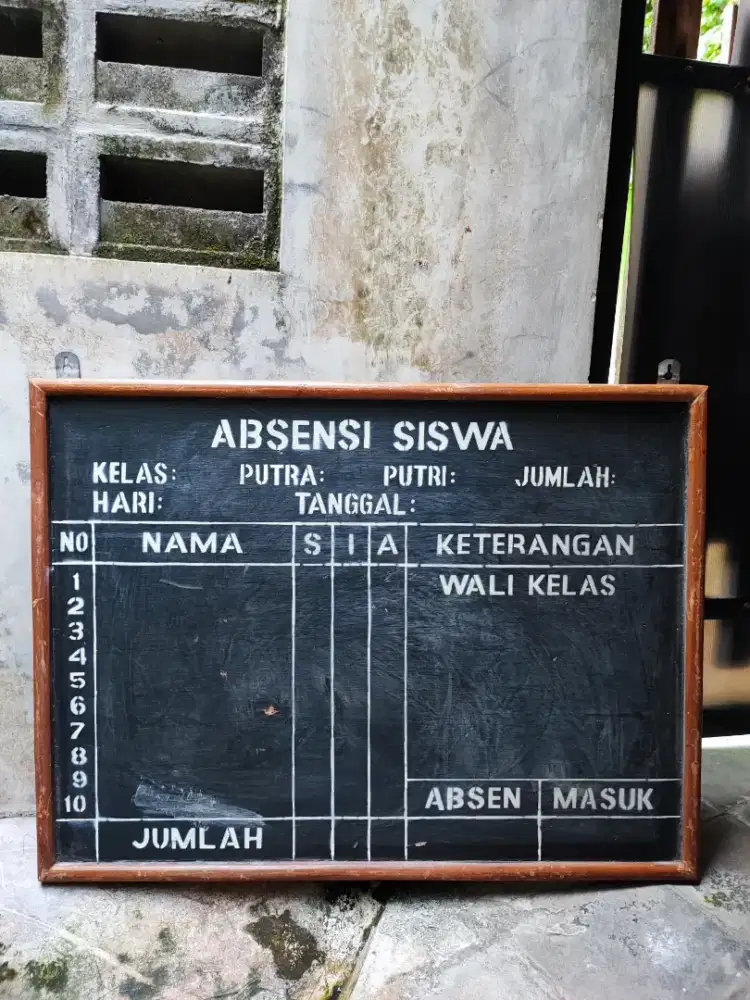 ABSENSI SISWA
KELAS: PUTRA: PUTRI: JUMLAH:
HARI: TANGGAL:
NO NAMA S I A KETERANGAN
1 WALI KELAS
2
3
4
5
6
7
8
9
10 ABSEN MASUK
JUMLAH